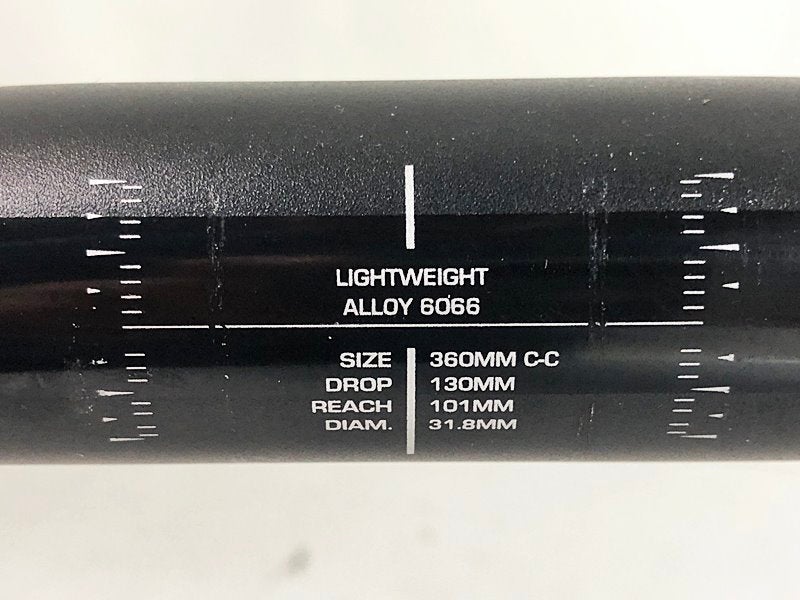 LIGHTWEIGHT
ALLOY 6066
SIZE 360MM C-C
DROP 130MM
REACH 101MM
DIAM. 31.8MM